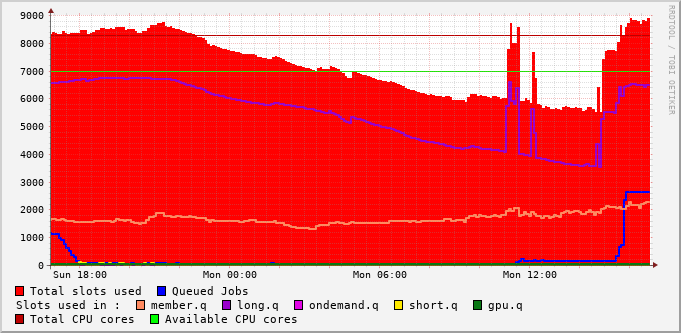 9000
8000
7000
6000
5000
4000
3000
2000
1000
0
Sun 18:00 Mon 00:00 Mon 06:00 Mon 12:00
RRDTOOL / TOBI OETIKER
Total slots used Queued Jobs
Slots used in : member.q long.q ondemand.q short.q gpu.q
Total CPU cores Available CPU cores